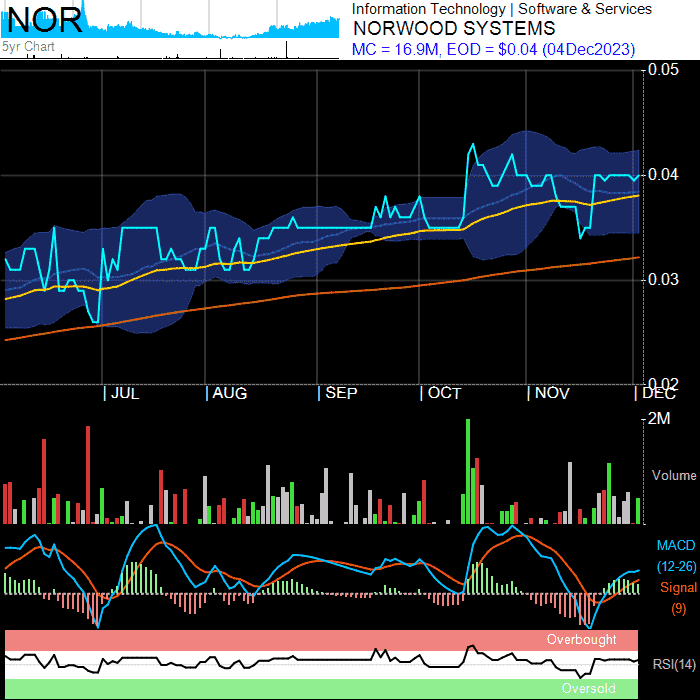 NOR
5yr Chart
Information Technology | Software & Services
NORWOOD SYSTEMS
MC = 16.9M, EOD = $0.04 (04Dec2023)
0.05
0.04
0.03
0.02
JUL AUG SEP OCT NOV DEC
2M
Volume
MACD
(12-26)
Signal
(9)
Overbought
RSI(14)
Oversold